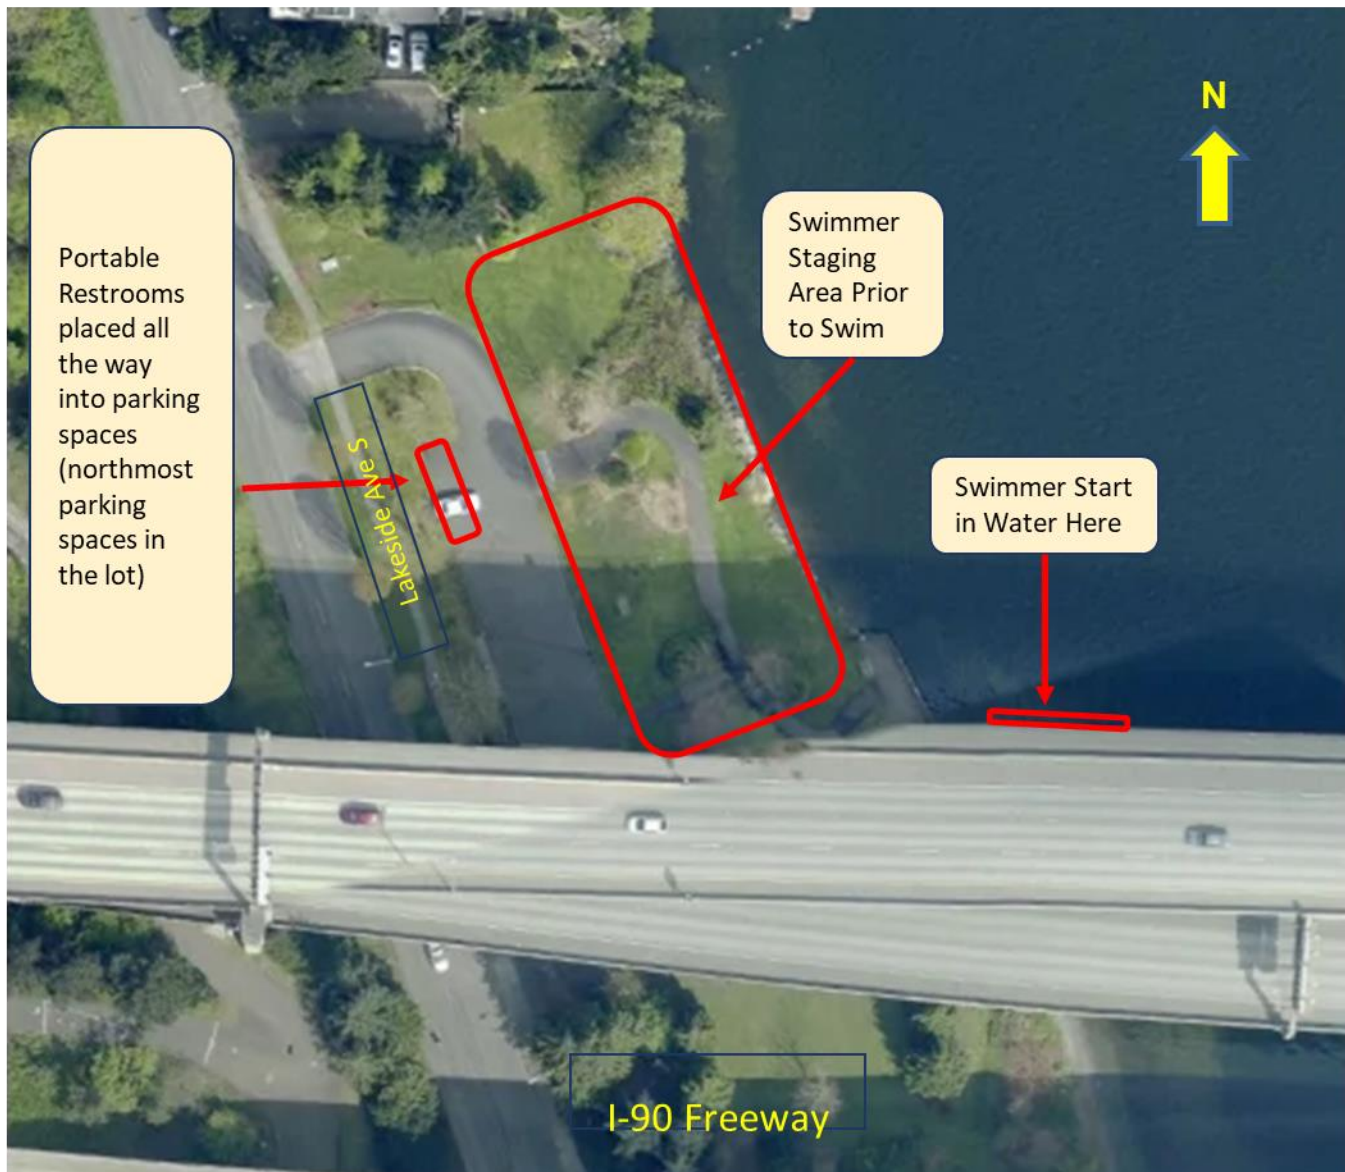 N
Portable
Restrooms
placed all
the way
into parking
spaces
(northmost
parking
spaces in
the lot)
Swimmer
Staging
Area Prior
to Swim
Swimmer Start
in Water Here
Lakeside Ave S
I-90 Freeway